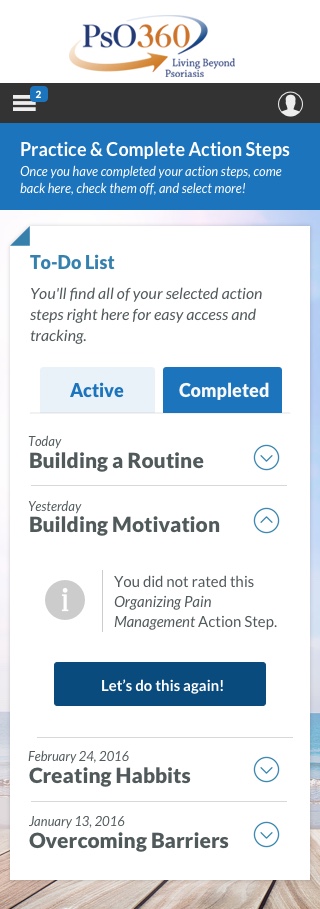 PsO360
Living Beyond
Psoriasis
2
Practice & Complete Action Steps
Once you have completed your action steps, come
back here, check them off, and select more!
To-Do List
You'll find all of your selected action
steps right here for easy access and
tracking.
Active
Completed
Today
Building a Routine
Yesterday
Building Motivation
i
You did not rated this
Organizing Pain
Management Action Step.
Let's do this again!
February 24, 2016
Creating Habbits
January 13, 2016
Overcoming Barriers